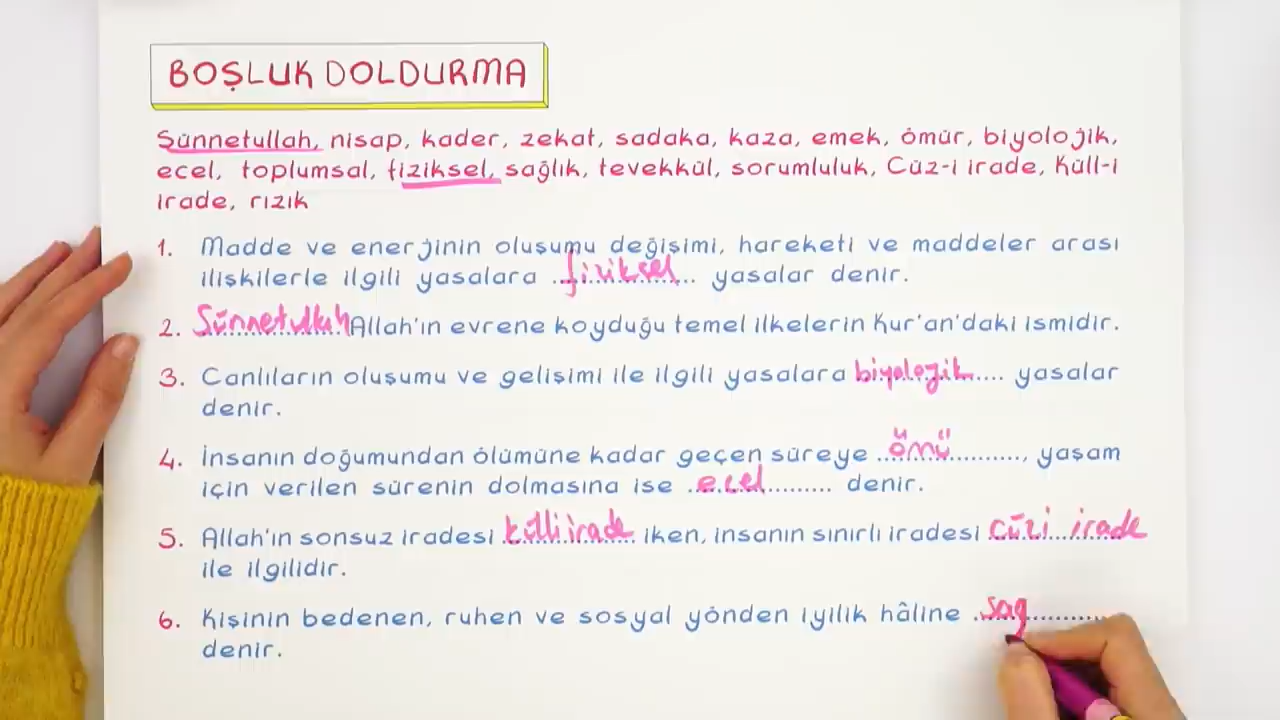 BOŞLUK DOLDURMA
Sünnetullah, nisap, kader, zekat, sadaka, kaza, emek, ömür, biyolojik,
ecel, toplumsal, fiziksel, sağlık, tevekkül, sorumluluk, Cüz-i irade, Küll-i
irade, rızık
1. Madde ve enerjinin oluşumu değişimi, hareketi ve maddeler arası
ilişkilerle ilgili yasalara ..fiziksel.. yasalar denir.
2. Sünnetullah Allah'ın evrene koyduğu temel ilkelerin Kur'an'daki ismidir.
3. Canlıların oluşumu ve gelişimi ile ilgili yasalara biyolojik.... yasalar
denir.
4. İnsanın doğumundan ölümüne kadar geçen süreye ..ömü............, yaşam
için verilen sürenin dolmasına ise ..ecel.......... denir.
5. Allah'ın sonsuz iradesi külli irade iken, insanın sınırlı iradesi cüzi irade
ile ilgilidir.
6. Kişinin bedenen, ruhen ve sosyal yönden iyilik hâline ..sag............
denir.